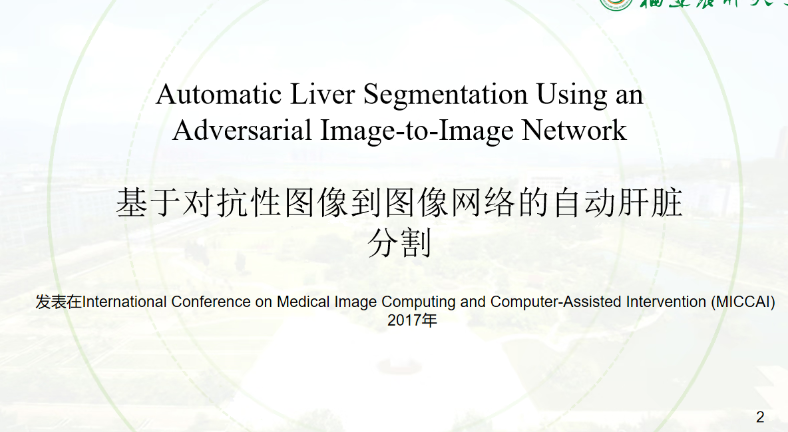 Automatic Liver Segmentation Using an
Adversarial Image-to-Image Network
基于对抗性图像到图像网络的自动肝脏
分割
发表在International Conference on Medical Image Computing and Computer-Assisted Intervention (MICCAI)
2017年
2